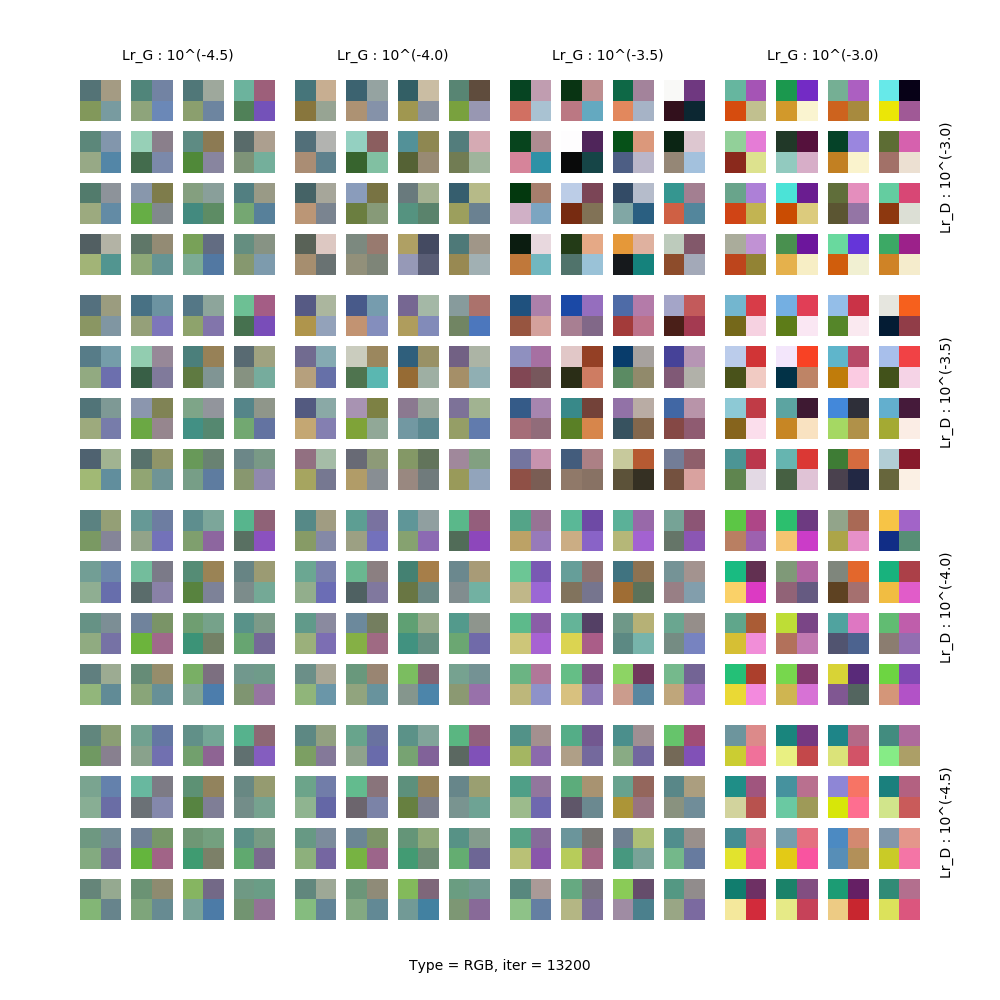 Lr_G : 10^(-4.5)
Lr_G : 10^(-4.0)
Lr_G : 10^(-3.5)
Lr_G : 10^(-3.0)
Lr_D : 10^(-3.0)
Lr_D : 10^(-3.5)
Lr_D : 10^(-4.0)
Lr_D : 10^(-4.5)
Type = RGB, iter = 13200